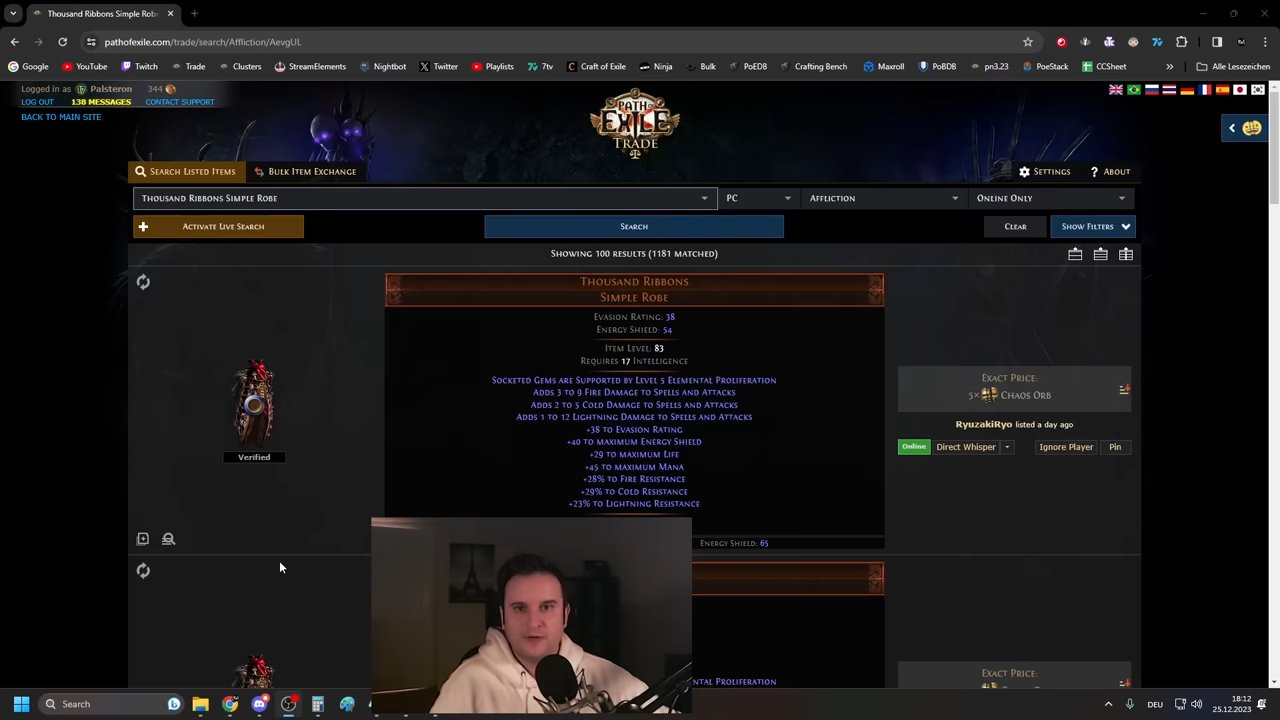 Thousand Ribbons Simple Robe
pathofexile.com/trade/search/Affliction/AevgUL
Google YouTube Twitch Trade Clusters StreamElements Nightbot Twitter Playlists 7tv Craft of Exile Ninja Bulk PoEDB Crafting Bench Maxroll PoBDB pn3.23 PoeStack CCSheet Alle Lesezeichen
Logged in as Palsteron 344
LOG OUT 138 MESSAGES CONTACT SUPPORT
BACK TO MAIN SITE
PATH OF EXILE
TRADE
Search Listed Items Bulk Item Exchange Settings ? About
Thousand Ribbons Simple Robe PC Affliction Online Only
+ Activate Live Search Search Clear Show Filters
Showing 100 results (1181 matched)
Thousand Ribbons
Simple Robe
Evasion Rating: 38
Energy Shield: 54
Item Level: 83
Requires 17 Intelligence
Socketed Gems are Supported by Level 5 Elemental Proliferation
Adds 3 to 9 Fire Damage to Spells and Attacks
Adds 2 to 5 Cold Damage to Spells and Attacks
Adds 1 to 12 Lightning Damage to Spells and Attacks
+38 to Evasion Rating
+40 to maximum Energy Shield
+29 to maximum Life
+45 to maximum Mana
+28% to Fire Resistance
+29% to Cold Resistance
+23% to Lightning Resistance
Energy Shield: 65
Verified
Exact Price:
5× Chaos Orb
RyuzakiRyo listed a day ago
Online Direct Whisper Ignore Player Pin
ntal Proliferation
Exact Price:
Search
DEU
18:12
25.12.2023